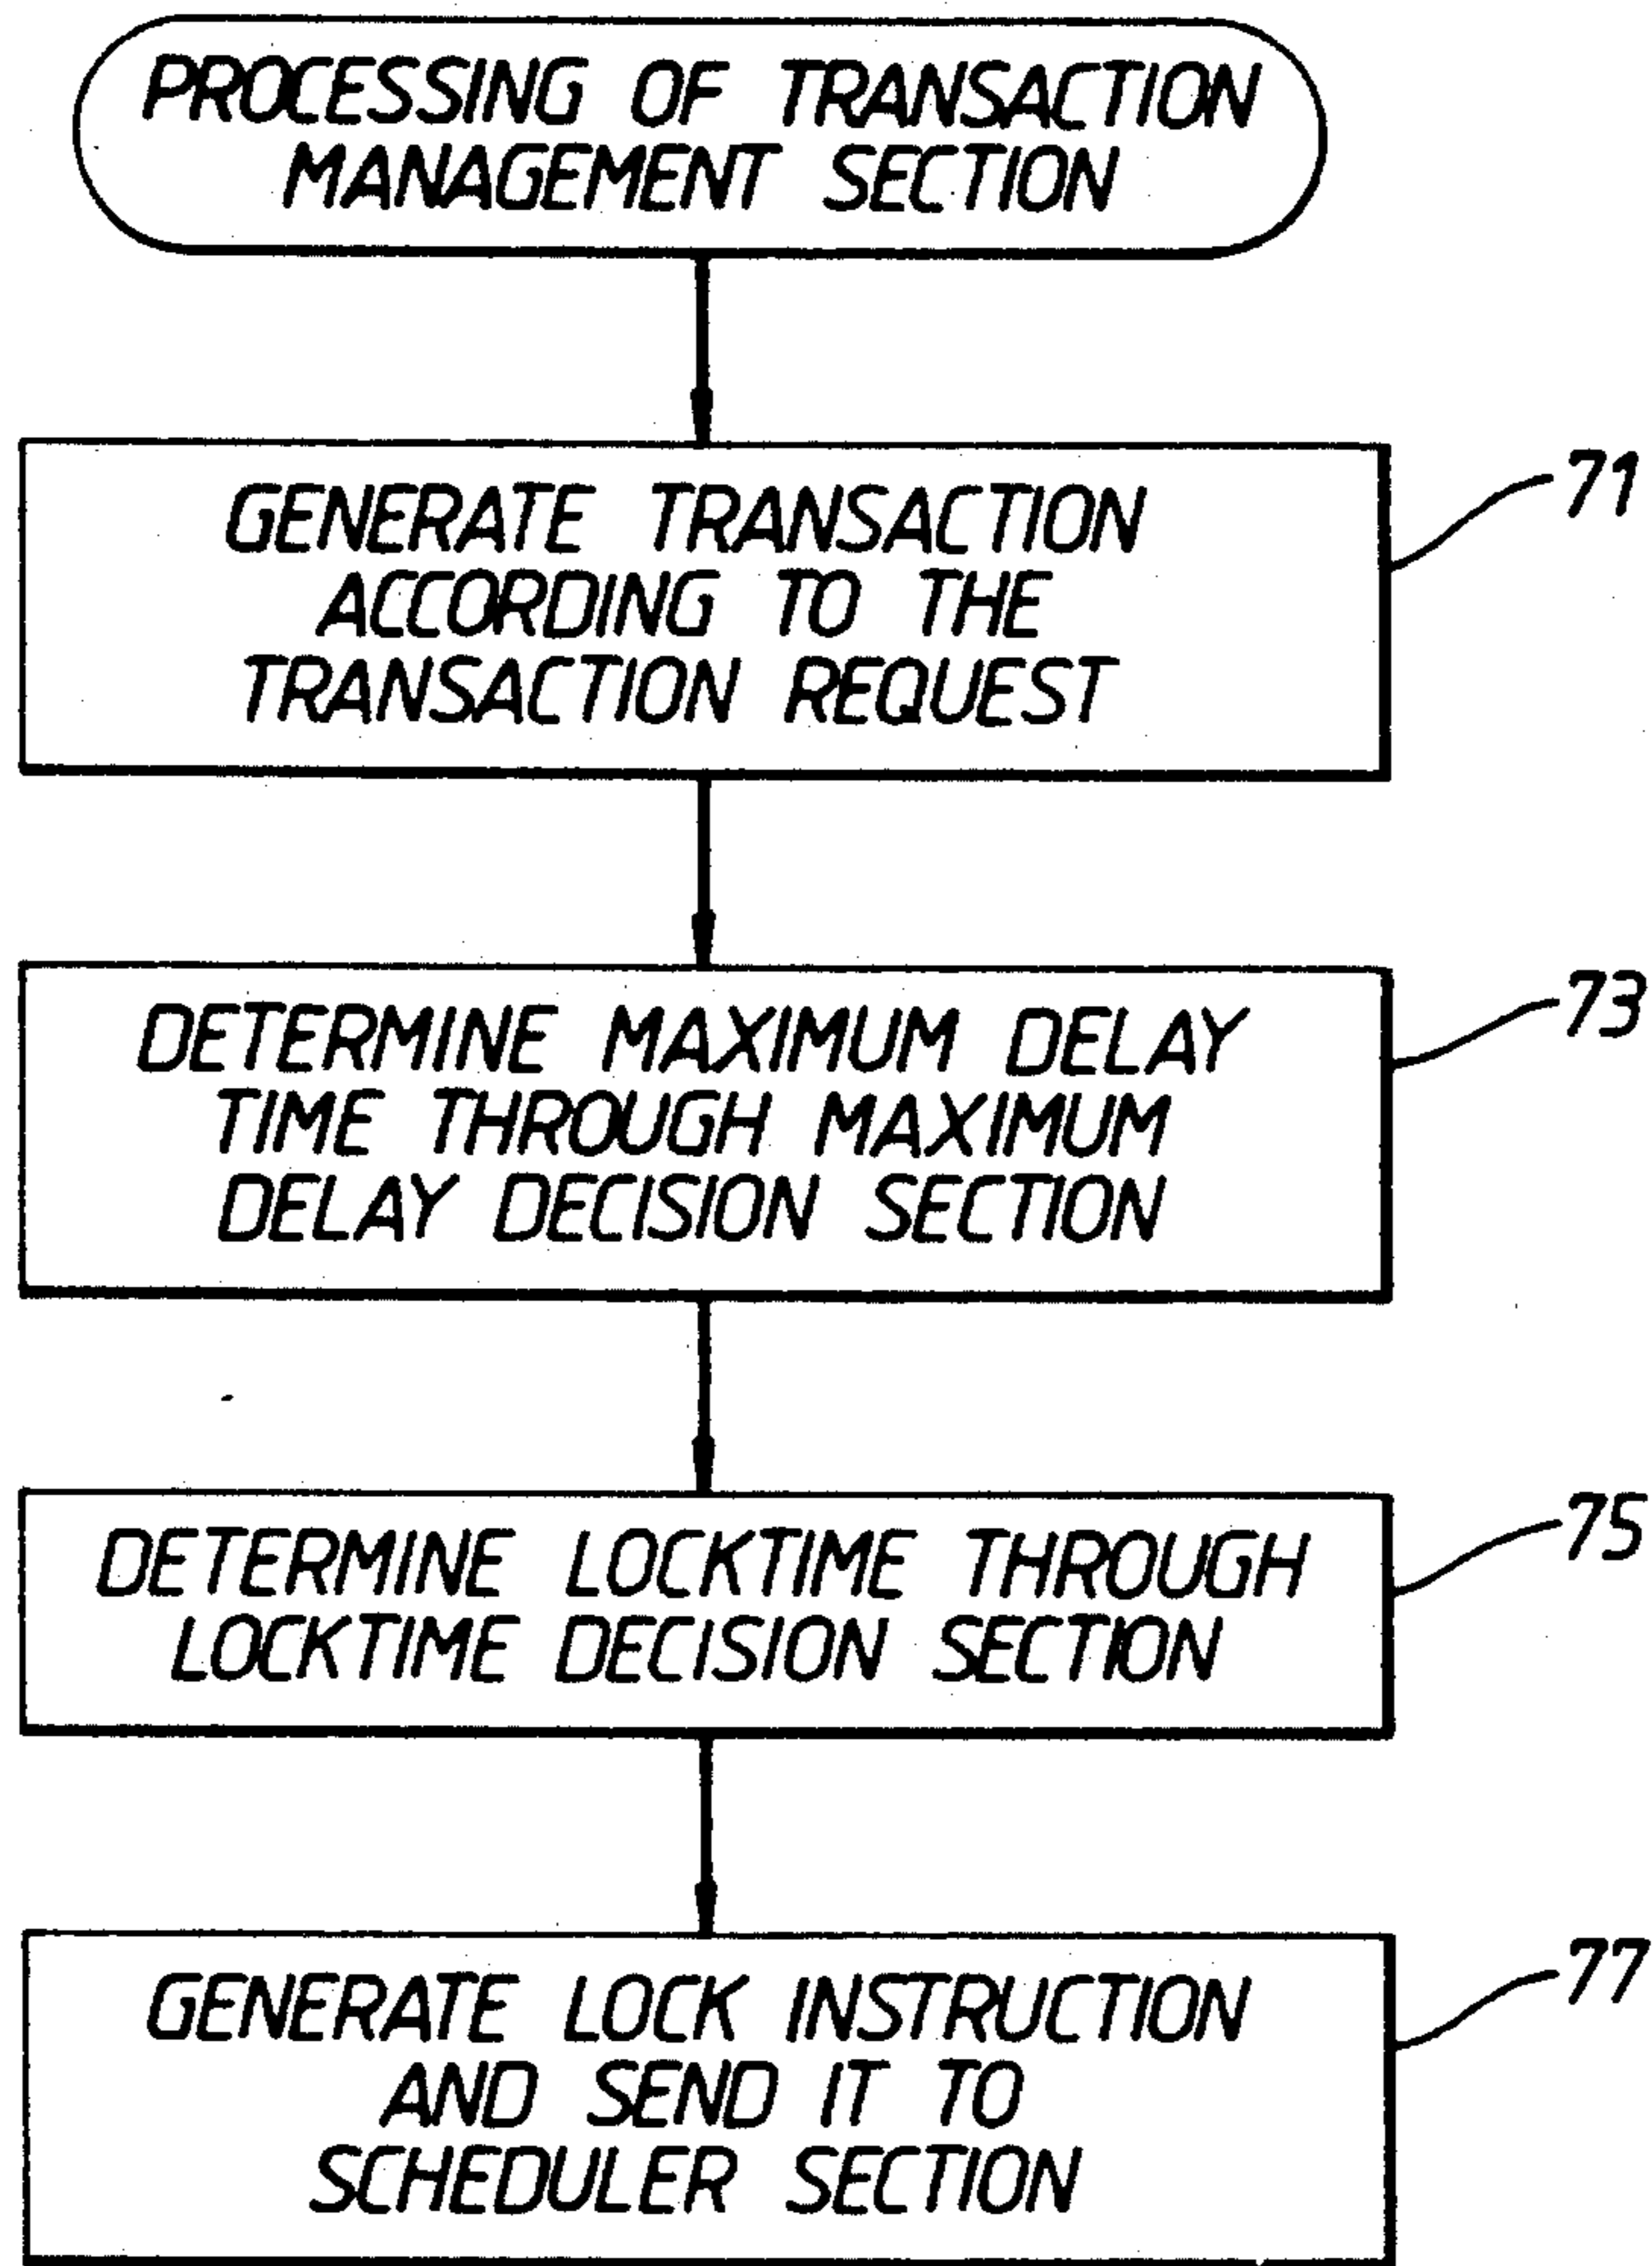 PROCESSING OF TRANSACTION
MANAGEMENT SECTION
GENERATE TRANSACTION
ACCORDING TO THE
TRANSACTION REQUEST
71
DETERMINE MAXIMUM DELAY
TIME THROUGH MAXIMUM
DELAY DECISION SECTION
73
DETERMINE LOCKTIME THROUGH
LOCKTIME DECISION SECTION
75
GENERATE LOCK INSTRUCTION
AND SEND IT TO
SCHEDULER SECTION
77